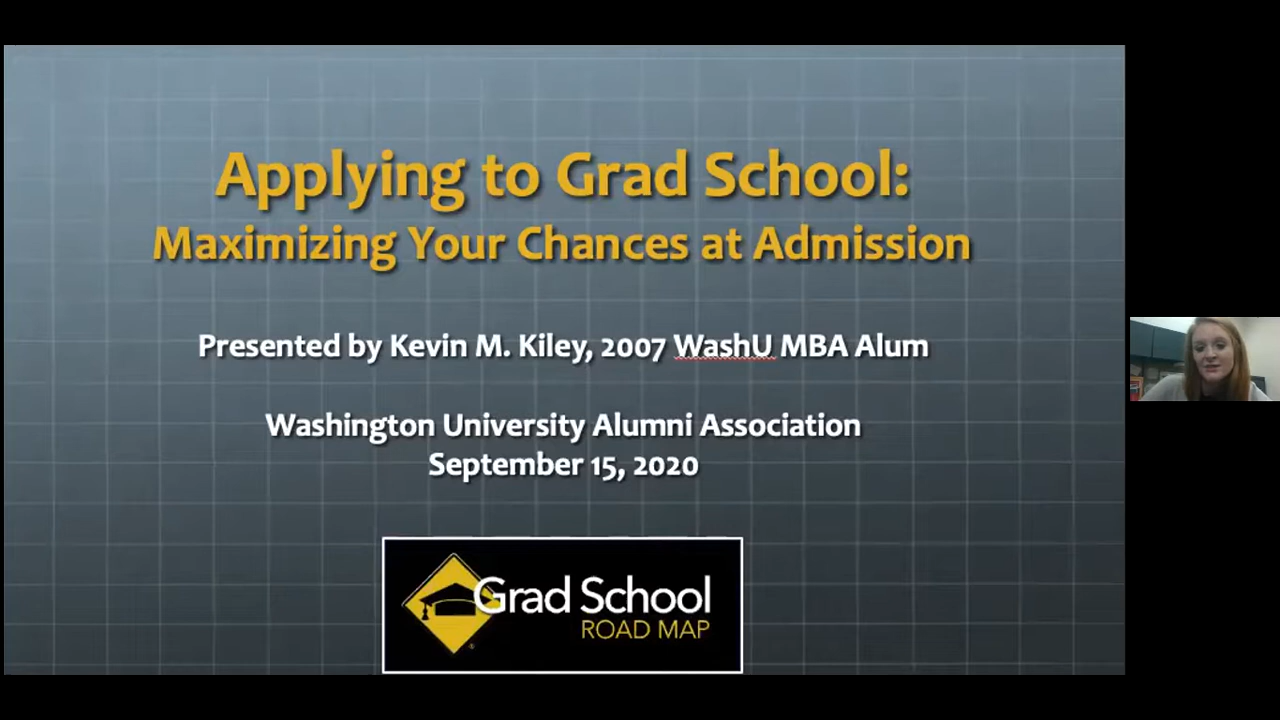 Applying to Grad School:
Maximizing Your Chances at Admission
Presented by Kevin M. Kiley, 2007 WashU MBA Alum
Washington University Alumni Association
September 15, 2020
Grad School
ROAD MAP